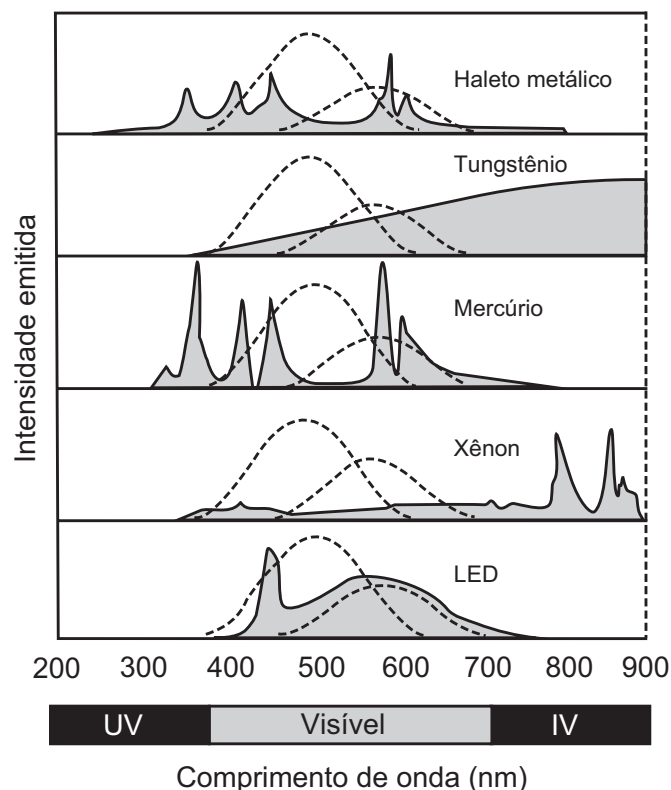 Haleto metálico
Tungstênio
Mercúrio
Xênon
LED
Intensidade emitida
200 300 400 500 600 700 800 900
UV Visível IV
Comprimento de onda (nm)